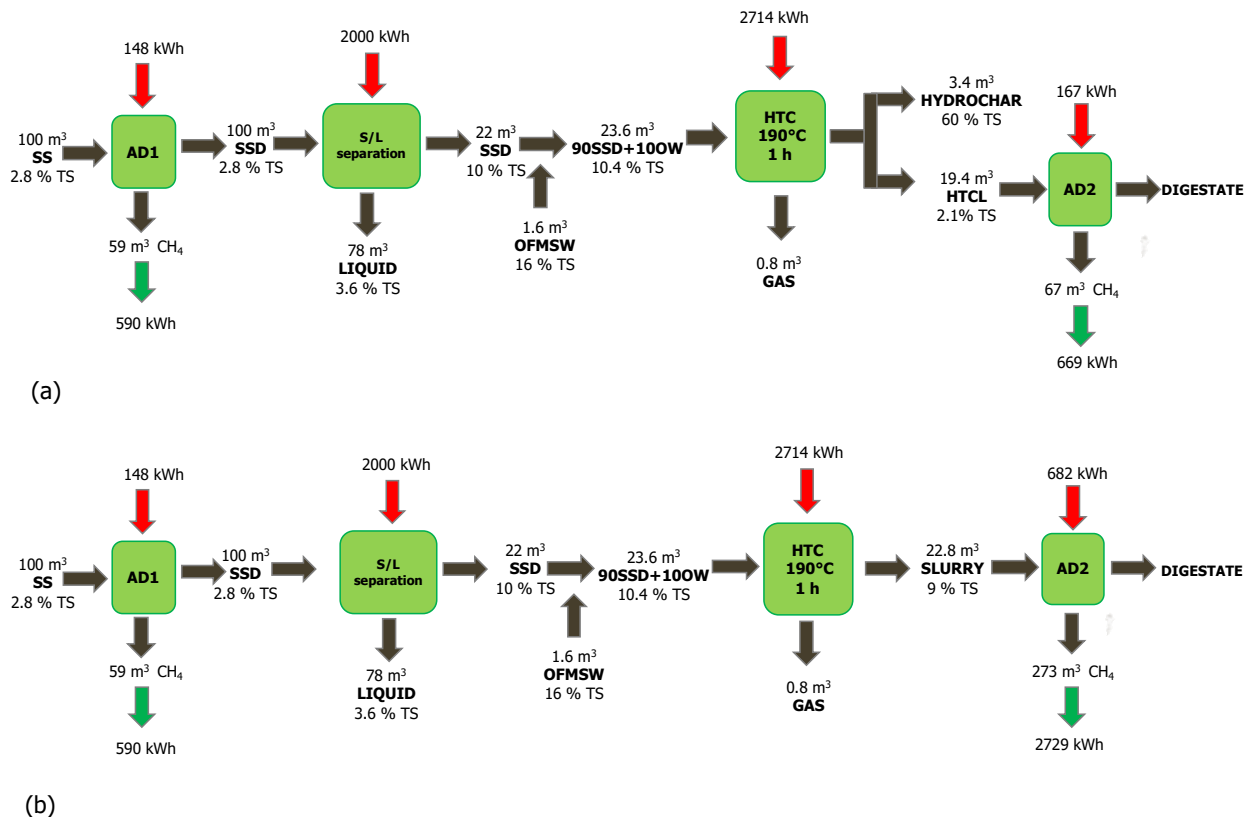 148 kWh
2000 kWh
2714 kWh
100 m³
SS
2.8 % TS
AD1
100 m³
SSD
2.8 % TS
S/L
separation
22 m³
SSD
10 % TS
23.6 m³
90SSD+10OW
10.4 % TS
HTC
190°C
1 h
3.4 m³
HYDROCHAR
60 % TS
167 kWh
19.4 m³
HTCL
2.1% TS
AD2
DIGESTATE
59 m³ CH₄
590 kWh
78 m³
LIQUID
3.6 % TS
1.6 m³
OFMSW
16 % TS
0.8 m³
GAS
67 m³ CH₄
669 kWh
(a)
148 kWh
2000 kWh
2714 kWh
682 kWh
100 m³
SS
2.8 % TS
AD1
100 m³
SSD
2.8 % TS
S/L
separation
22 m³
SSD
10 % TS
23.6 m³
90SSD+10OW
10.4 % TS
HTC
190°C
1 h
22.8 m³
SLURRY
9 % TS
AD2
DIGESTATE
59 m³ CH₄
590 kWh
78 m³
LIQUID
3.6 % TS
1.6 m³
OFMSW
16 % TS
0.8 m³
GAS
273 m³ CH₄
2729 kWh
(b)